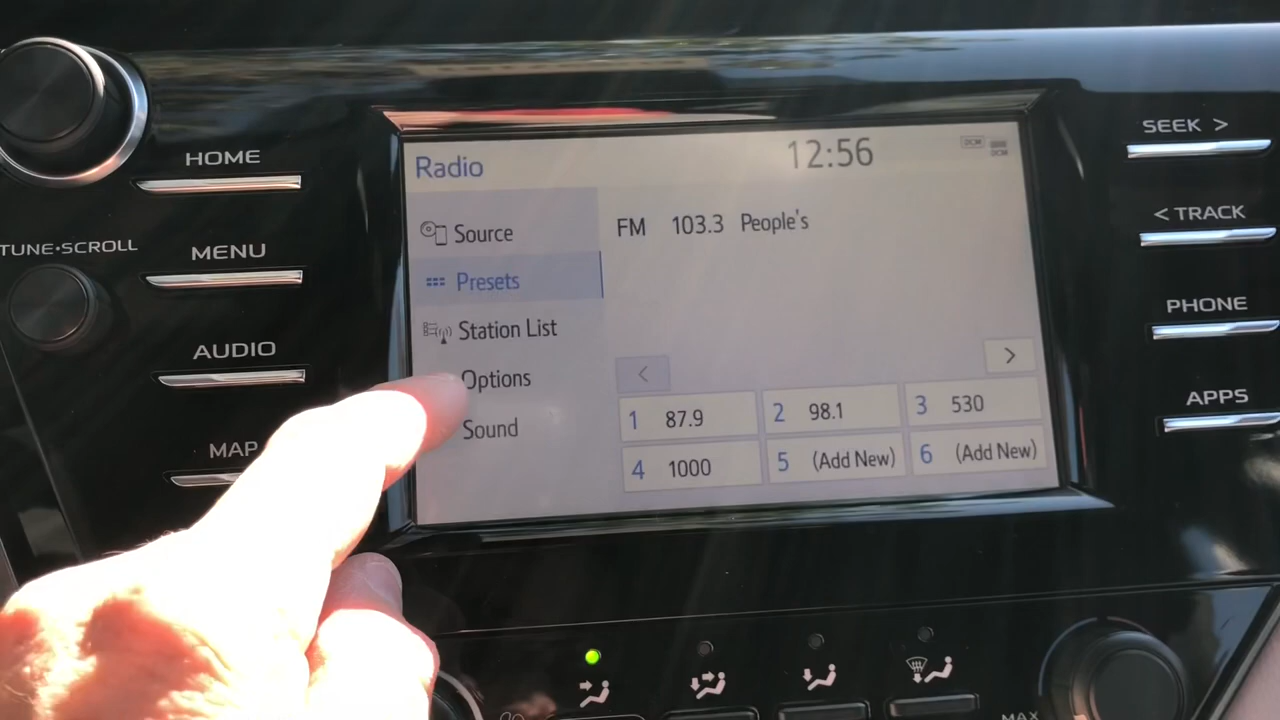 HOME
TUNE•SCROLL
MENU
AUDIO
MAP
Radio
12:56
DCM
DCM
Source
Presets
Station List
Options
Sound
FM 103.3 People's
<
>
1 87.9
2 98.1
3 530
4 1000
5 (Add New)
6 (Add New)
SEEK >
< TRACK
PHONE
APPS
MAX